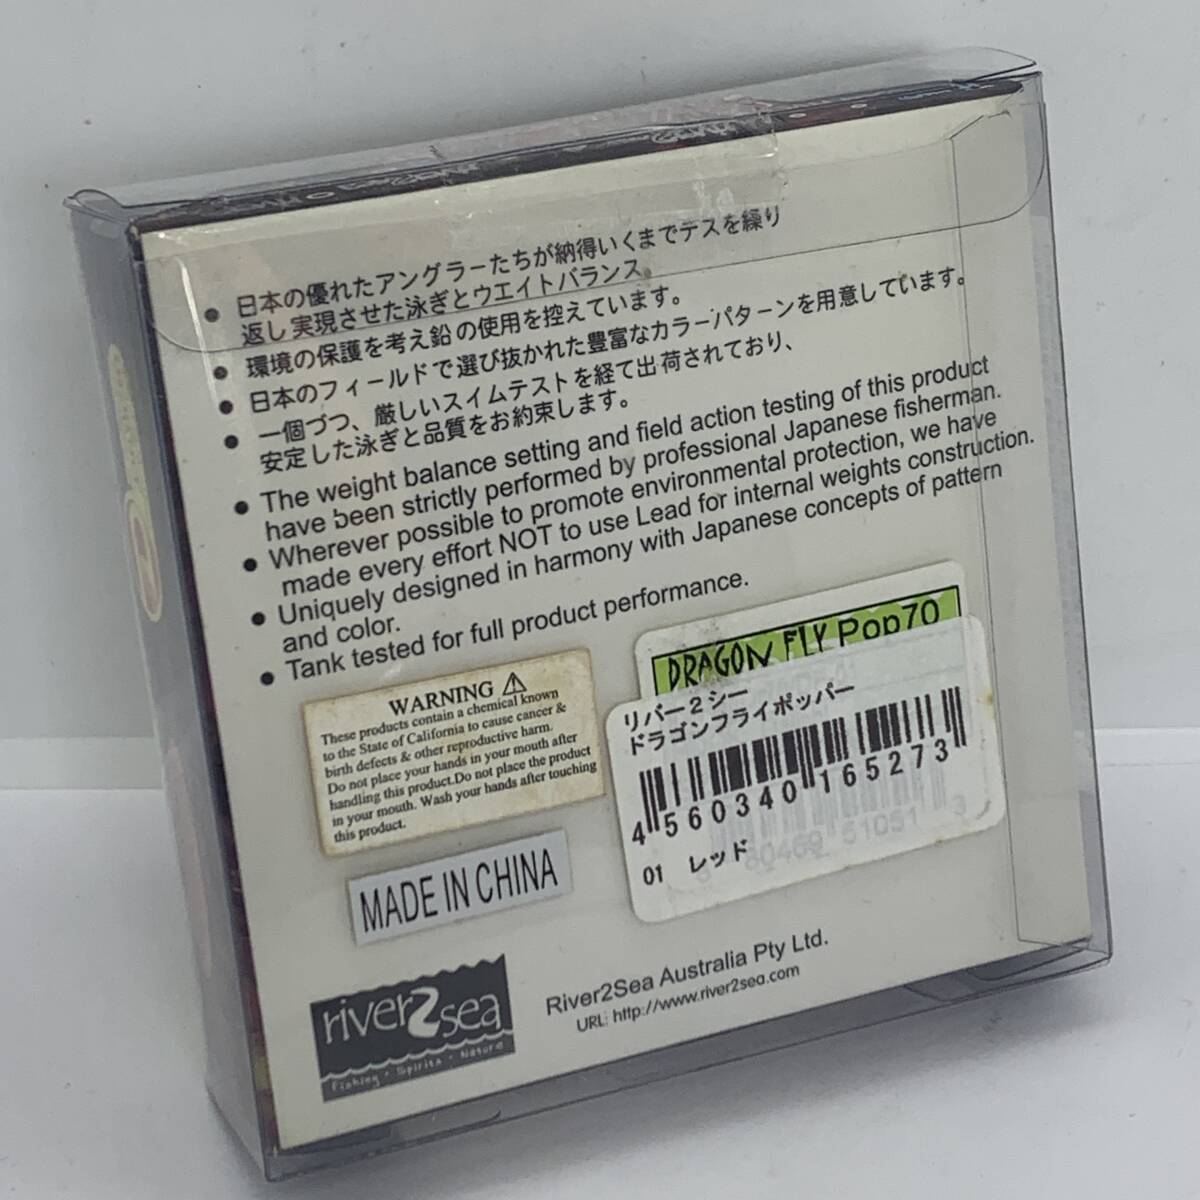 • 日本の優れたアングラーたちが納得いくまでテスを繰り
返し実現させた泳ぎとウエイトバランス。
• 環境の保護を考え鉛の使用を控えています。
• 日本のフィールドで選び抜かれた豊富なカラーパターンを用意しています。
• 一個づつ、厳しいスイムテストを経て出荷されており、
安定した泳ぎと品質をお約束します。
• The weight balance setting and field action testing of this product
have been strictly performed by professional Japanese fisherman.
• Wherever possible to promote environmental protection, we have
made every effort NOT to use Lead for internal weights construction.
• Uniquely designed in harmony with Japanese concepts of pattern
and color.
• Tank tested for full product performance.
WARNING ⚠
These products contain a chemical known
to the State of California to cause cancer &
birth defects & other reproductive harm.
Do not place your hands in your mouth after
handling this product.Do not place the product
in your mouth. Wash your hands after touching
this product.
DRAGON FLY Pop70
リバー2シー
ドラゴンフライポッパー
4560340165273
01 レッド
MADE IN CHINA
river2sea
Fishing • Spirits • Nature
River2Sea Australia Pty Ltd.
URL: http://www.river2sea.com